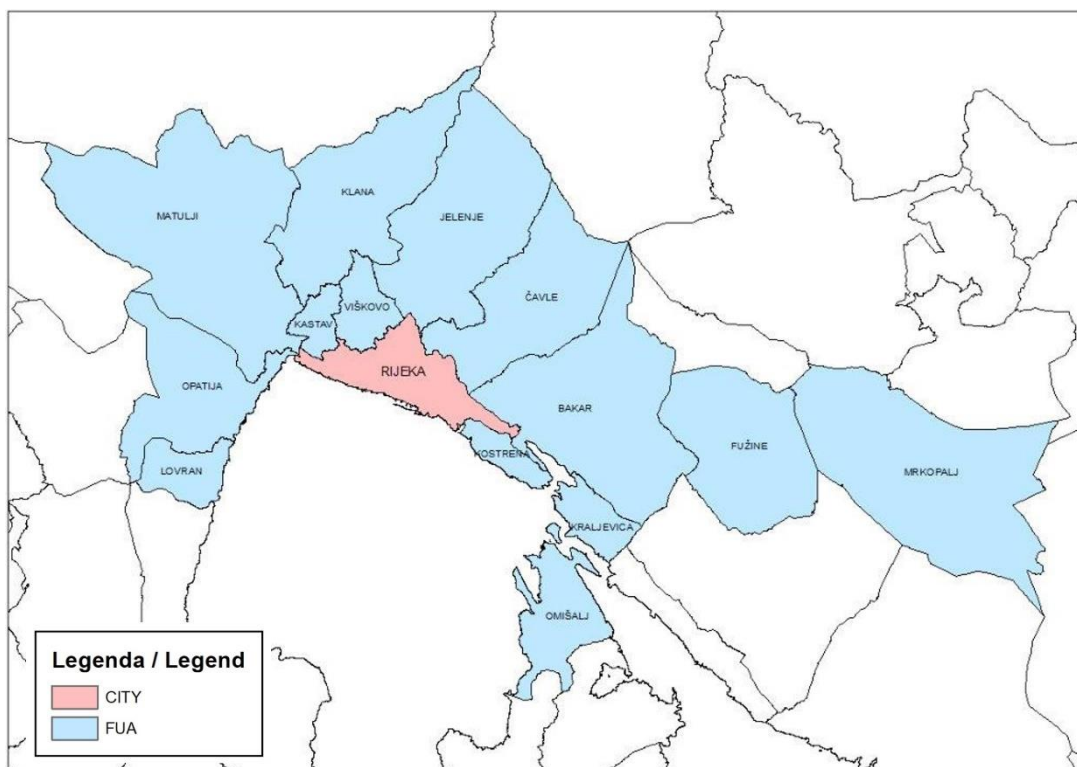 KLANA
MATULJI
JELENJE
ČAVLE
VIŠKOVO
KASTAV
RIJEKA
OPATIJA
BAKAR
FUŽINE
KOSTRENA
LOVRAN
MRKOPALJ
KRALJEVICA
OMIŠALJ
Legenda / Legend
CITY
FUA